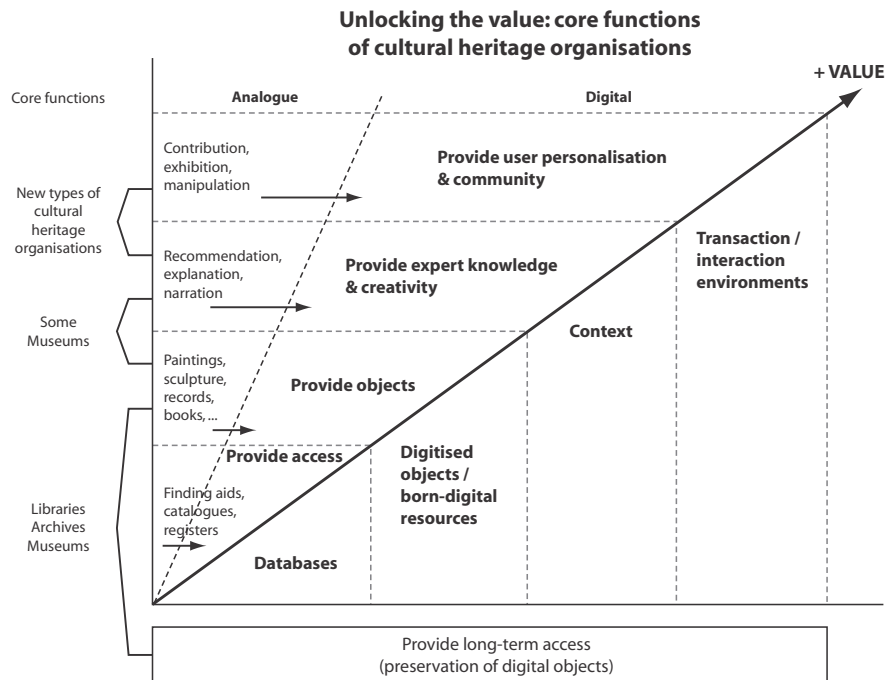 Unlocking the value: core functions
of cultural heritage organisations
+ VALUE
Core functions
Analogue
Digital
Contribution,
exhibition,
manipulation
Provide user personalisation
& community
New types of
cultural
heritage
organisations
Recommendation,
explanation,
narration
Provide expert knowledge
& creativity
Transaction /
interaction
environments
Some
Museums
Context
Paintings,
sculpture,
records,
books, ...
Provide objects
Provide access
Digitised
objects /
born-digital
resources
Libraries
Archives
Museums
Finding aids,
catalogues,
registers
Databases
Provide long-term access
(preservation of digital objects)